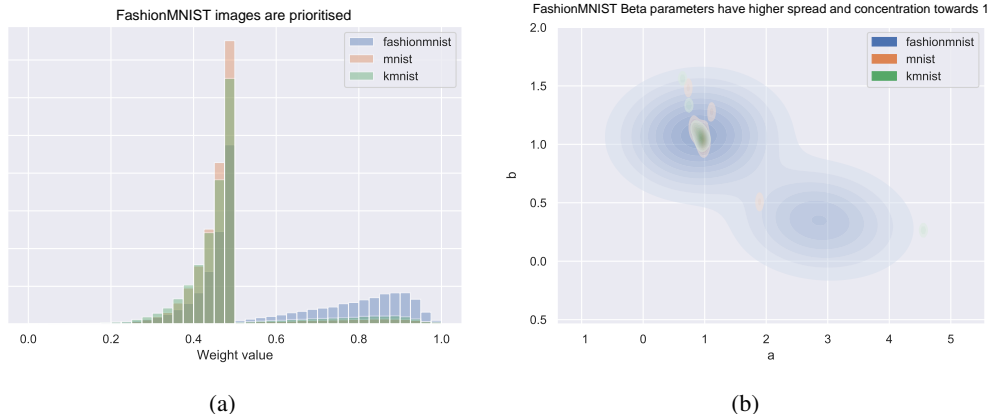 FashionMNIST images are prioritised
fashionmnist
mnist
kmnist
0.0 0.2 0.4 0.6 0.8 1.0
Weight value
(a)
FashionMNIST Beta parameters have higher spread and concentration towards 1
fashionmnist
mnist
kmnist
2.0
1.5
1.0
0.5
0.0
0.5
b
1 0 1 2 3 4 5
a
(b)